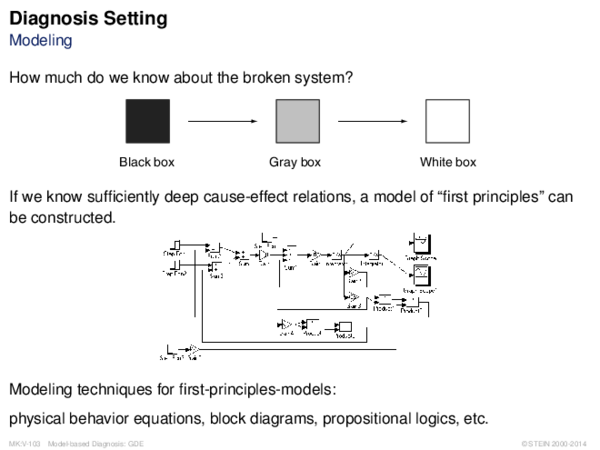 Diagnosis Setting
Modeling
How much do we know about the broken system?
Black box
Gray box
White box
If we know sufficiently deep cause-effect relations, a model of “first principles” can
be constructed.
Modeling techniques for first-principles-models:
physical behavior equations, block diagrams, propositional logics, etc.
MK:V-103 Model-based Diagnosis: GDE
© STEIN 2000-2014